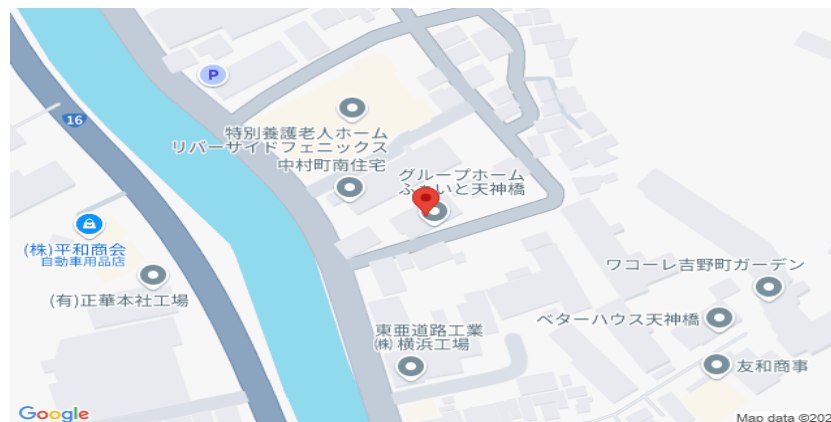 P
16
特別養護老人ホーム
リバーサイドフェニックス
中村町南住宅
グループホーム
ふぁいと天神橋
(株)平和商会
自動車用品店
(有)正華本社工場
ワコーレ吉野町ガーデン
ベターハウス天神橋
東亜道路工業
㈱ 横浜工場
友和商事
Google
Map data ©202